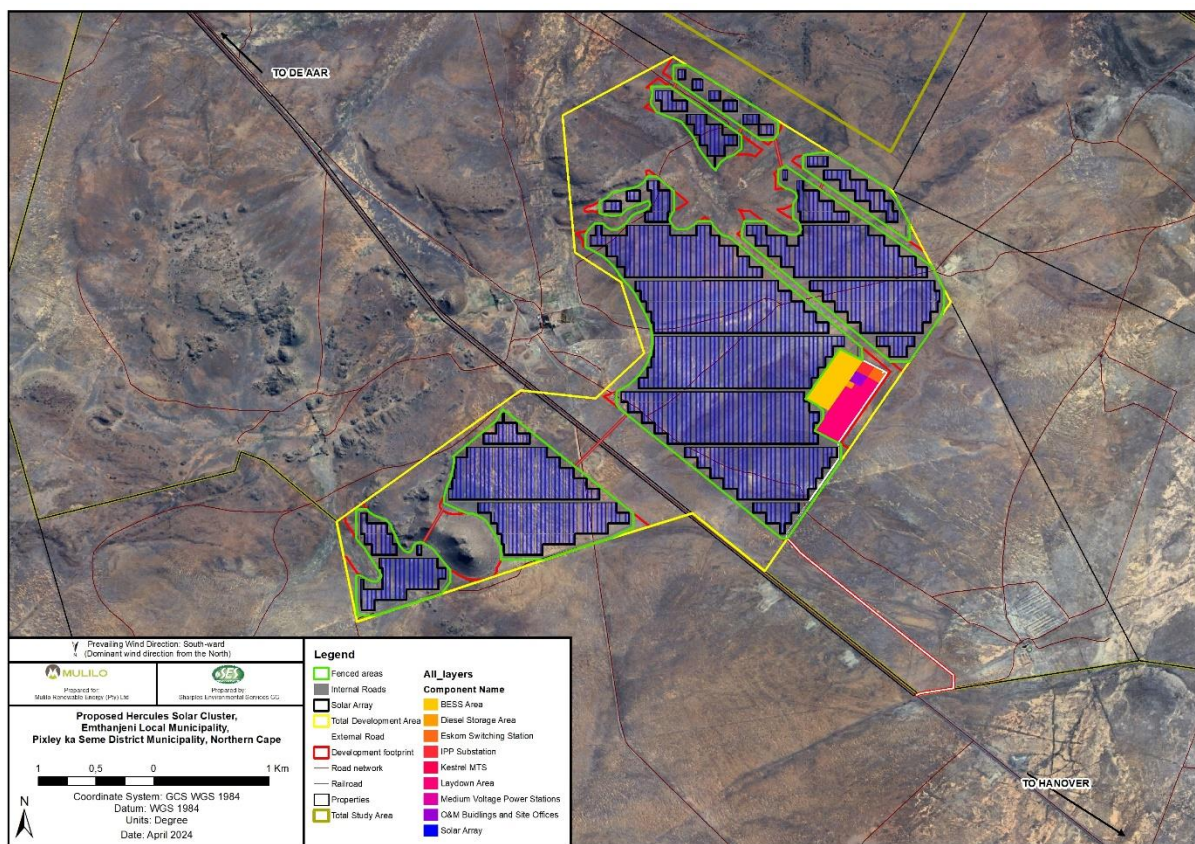 TO DE AAR
TO HANOVER
Prevailing Wind Direction: South-ward
(Dominant wind direction from the North)
MULILO
Prepared for:
Mulilo Renewable Energy (Pty) Ltd
SES
Prepared by:
Sharples Environmental Services CC
Proposed Hercules Solar Cluster,
Emthanjeni Local Municipality,
Pixley ka Seme District Municipality, Northern Cape
1 0,5 0 1 Km
N
Coordinate System: GCS WGS 1984
Datum: WGS 1984
Units: Degree
Date: April 2024
Legend
Fenced areas
Internal Roads
Solar Array
Total Development Area
External Road
Development footprint
Road network
Railroad
Properties
Total Study Area
All_layers
Component Name
BESS Area
Diesel Storage Area
Eskom Switching Station
IPP Substation
Kestrel MTS
Laydown Area
Medium Voltage Power Stations
O&M Buidlings and Site Offices
Solar Array